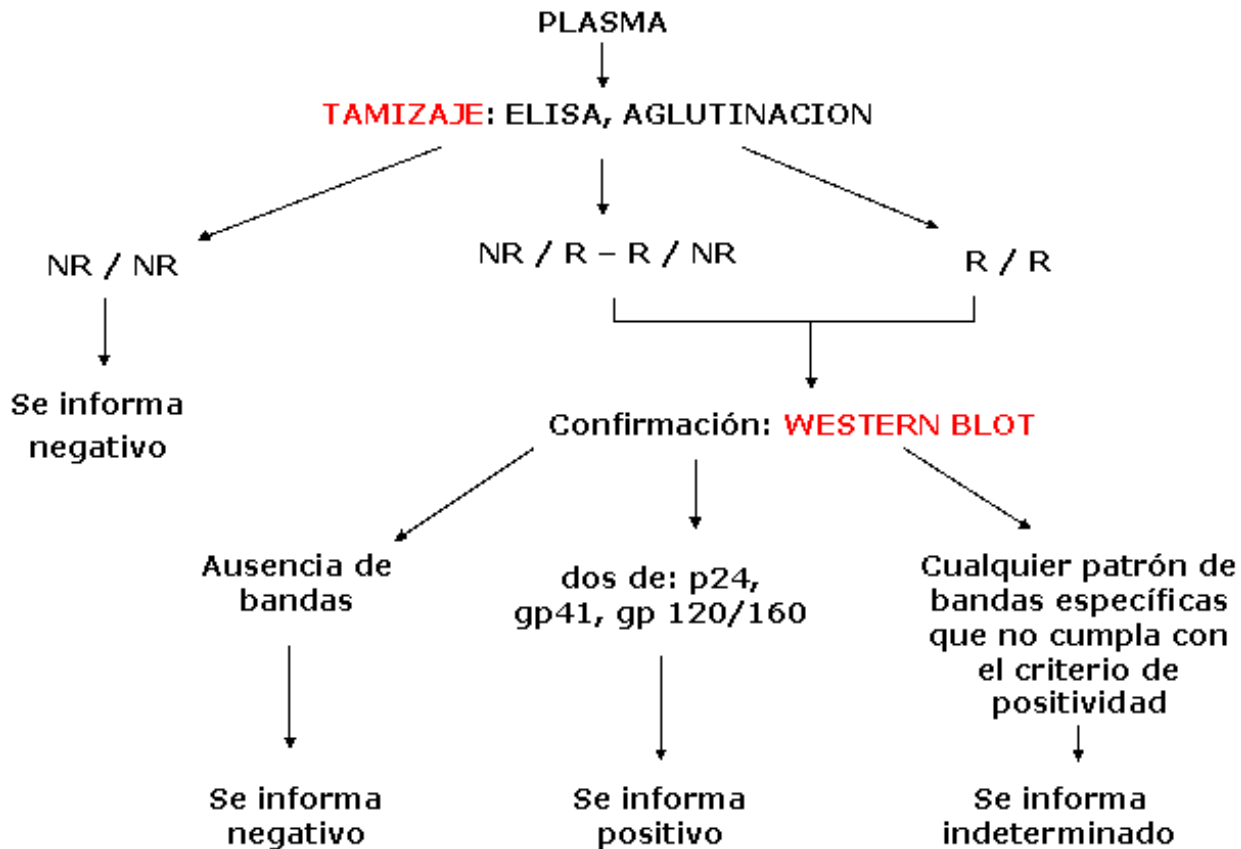 PLASMA
TAMIZAJE: ELISA, AGLUTINACION
NR / NR
NR / R – R / NR
R / R
Se informa
negativo
Confirmación: WESTERN BLOT
Ausencia de
bandas
dos de: p24,
gp41, gp 120/160
Cualquier patrón de
bandas específicas
que no cumpla con
el criterio de
positividad
Se informa
negativo
Se informa
positivo
Se informa
indeterminado